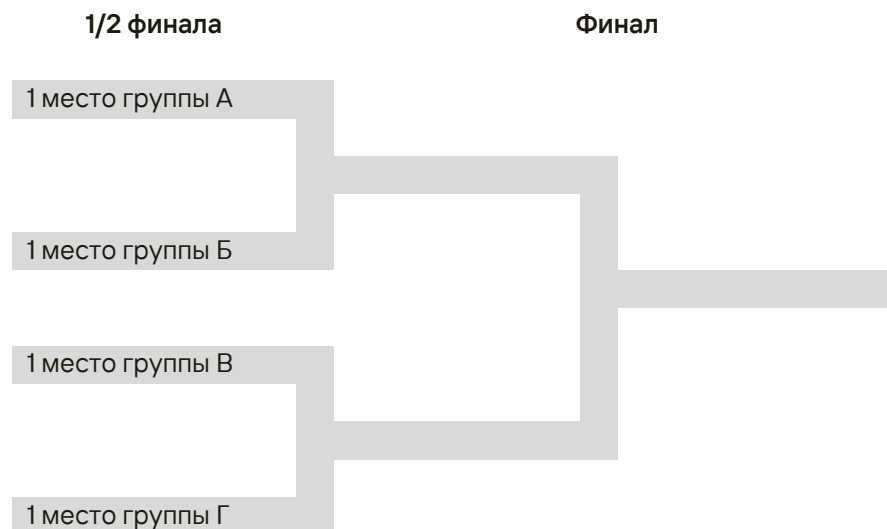 1/2 финала
Финал
1 место группы А
1 место группы Б
1 место группы В
1 место группы Г